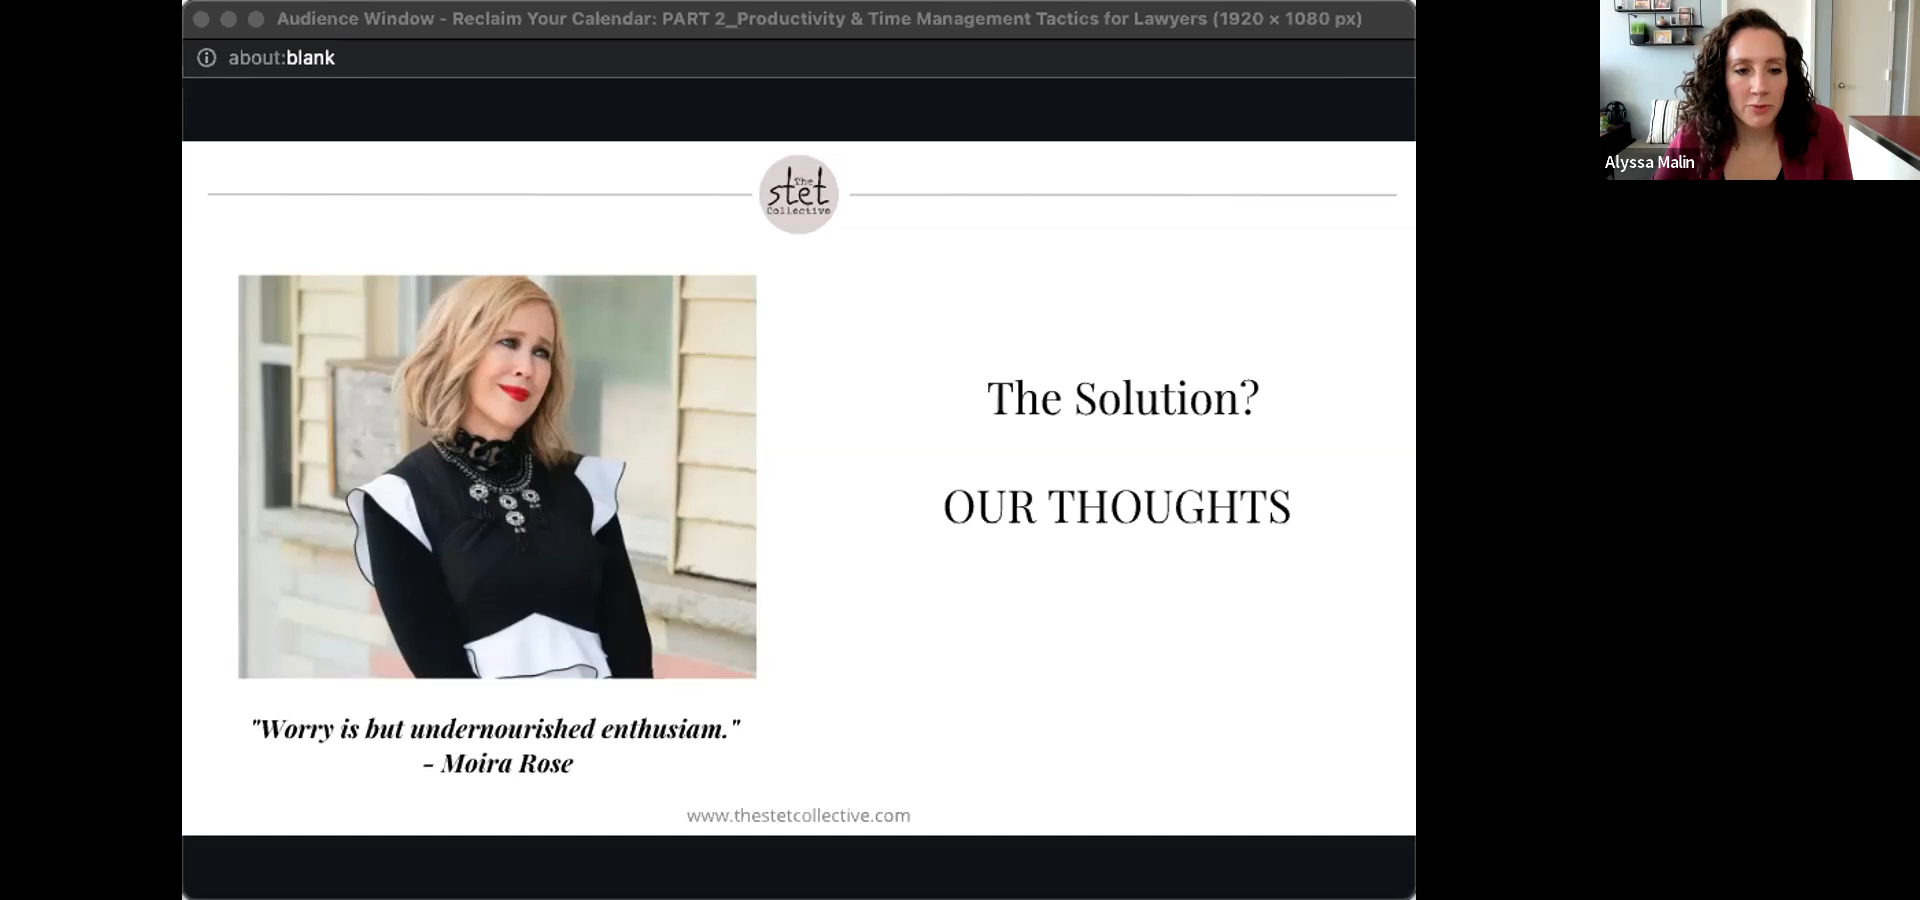 Audience Window - Reclaim Your Calendar: PART 2_Productivity & Time Management Tactics for Lawyers (1920 × 1080 px)
about:blank
Alyssa Malin
The
stet
Collective
The Solution?
OUR THOUGHTS
"Worry is but undernourished enthusiam."
- Moira Rose
www.thestetcollective.com